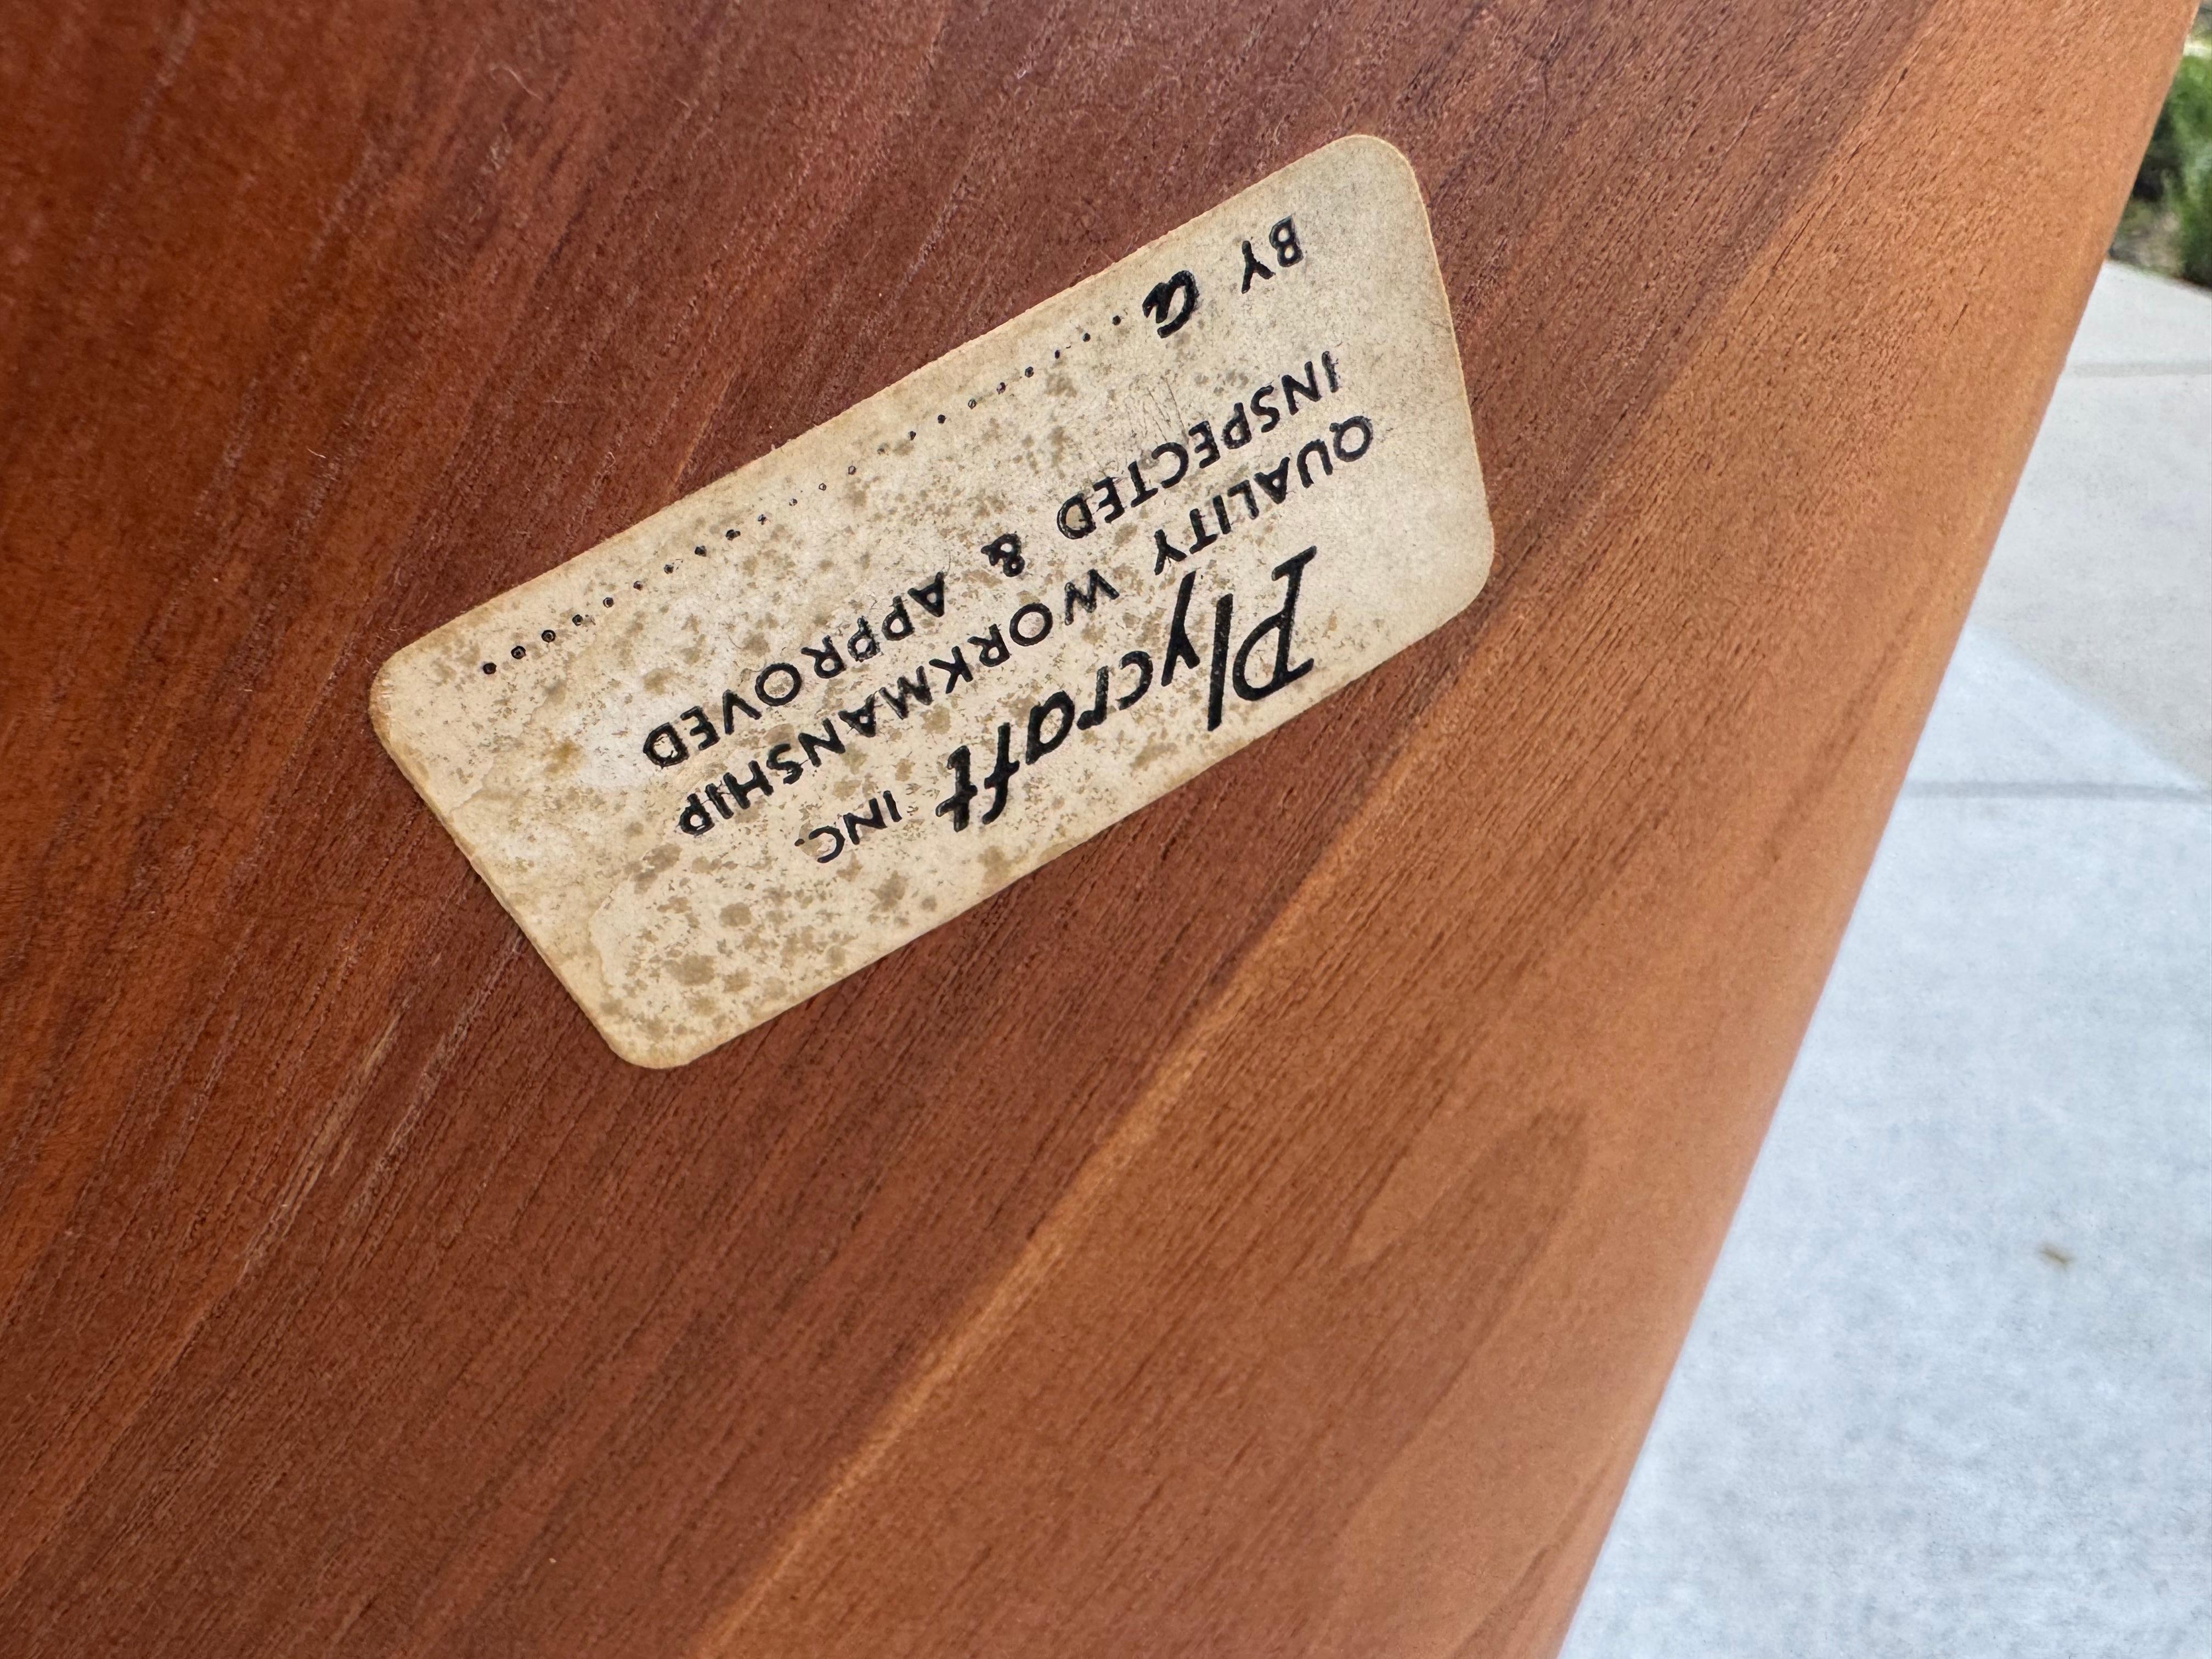 Plycraft INC.
QUALITY WORKMANSHIP
INSPECTED & APPROVED
BY a..........................